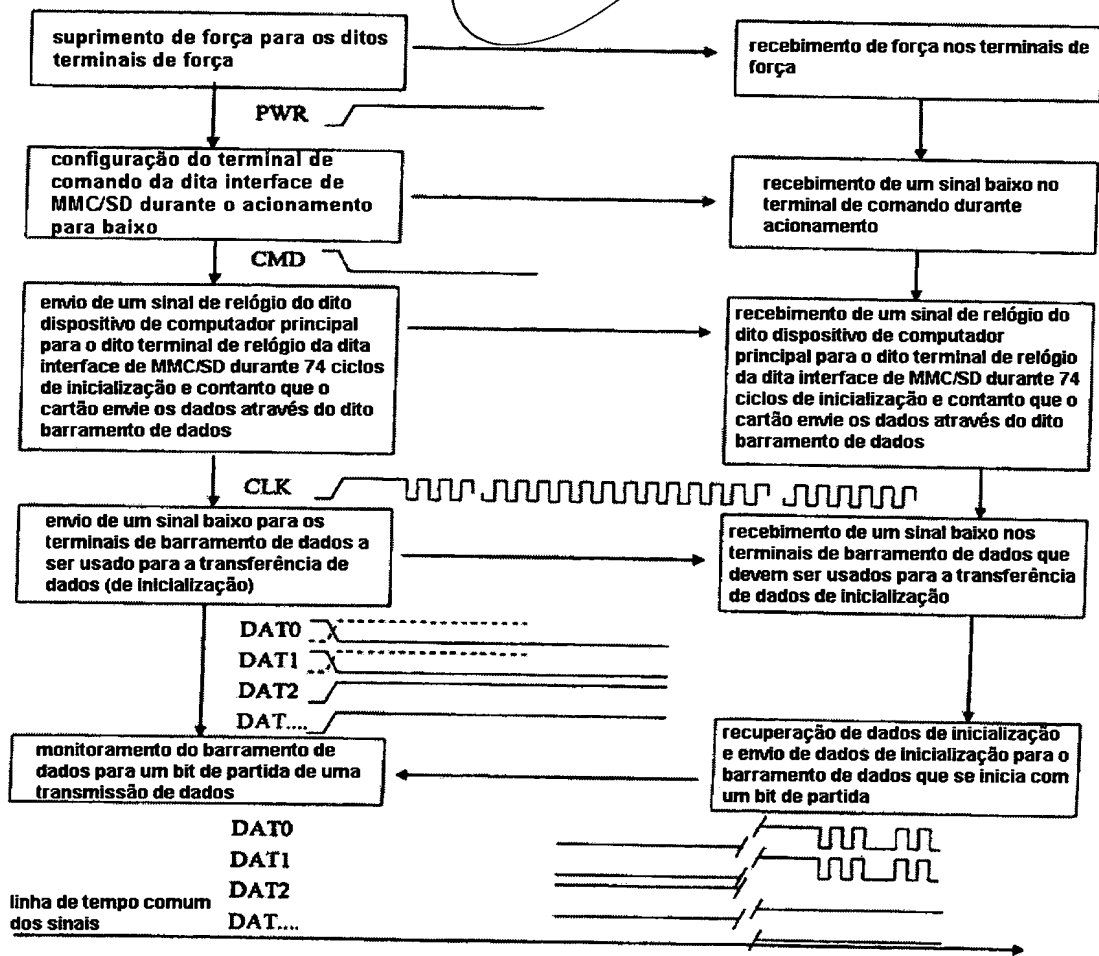 suprimento de força para os ditos
terminais de força
recebimento de força nos terminais de
força
PWR
configuração do terminal de
comando da dita interface de
MMC/SD durante o acionamento
para baixo
recebimento de um sinal baixo no
terminal de comando durante
acionamento
CMD
envio de um sinal de relógio do dito
dispositivo de computador principal
para o dito terminal de relógio da dita
interface de MMC/SD durante 74 ciclos
de inicialização e contanto que o
cartão envie os dados através do dito
barramento de dados
recebimento de um sinal de relógio do
dito dispositivo de computador
principal para o dito terminal de relógio
da dita interface de MMC/SD durante 74
ciclos de inicialização e contanto que o
cartão envie os dados através do dito
barramento de dados
CLK
envio de um sinal baixo para os
terminais de barramento de dados a
ser usado para a transferência de
dados (de inicialização)
recebimento de um sinal baixo nos
terminais de barramento de dados que
devem ser usados para a transferência
de dados de inicialização
DAT0
DAT1
DAT2
DAT....
monitoramento do barramento de
dados para um bit de partida de uma
transmissão de dados
recuperação de dados de inicialização
e envio de dados de inicialização para o
barramento de dados que se inicia com
um bit de partida
DAT0
DAT1
DAT2
DAT....
linha de tempo comum
dos sinais